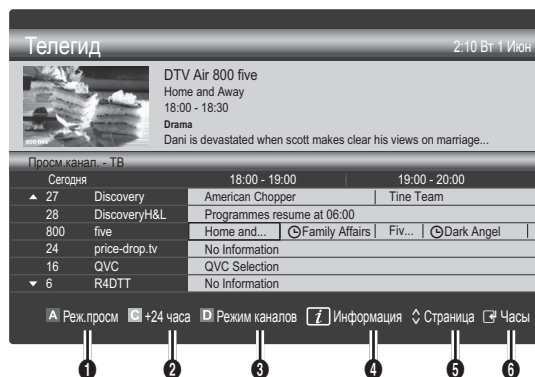 Телегид 2:10 Вт 1 Июн
DTV Air 800 five
Home and Away
18:00 - 18:30
Drama
Dani is devastated when scott makes clear his views on marriage...
800 five
Просм.канал. - ТВ
Сегодня 18:00 - 19:00 19:00 - 20:00
▲ 27 Discovery American Chopper Tine Team
28 DiscoveryH&L Programmes resume at 06:00
800 five Home and... Family Affairs Fiv... Dark Angel
24 price-drop.tv No Information
16 QVC QVC Selection
▼ 6 R4DTT No Information
A Реж.просм C +24 часа D Режим каналов i Информация Страница Часы
1 2 3 4 5 6